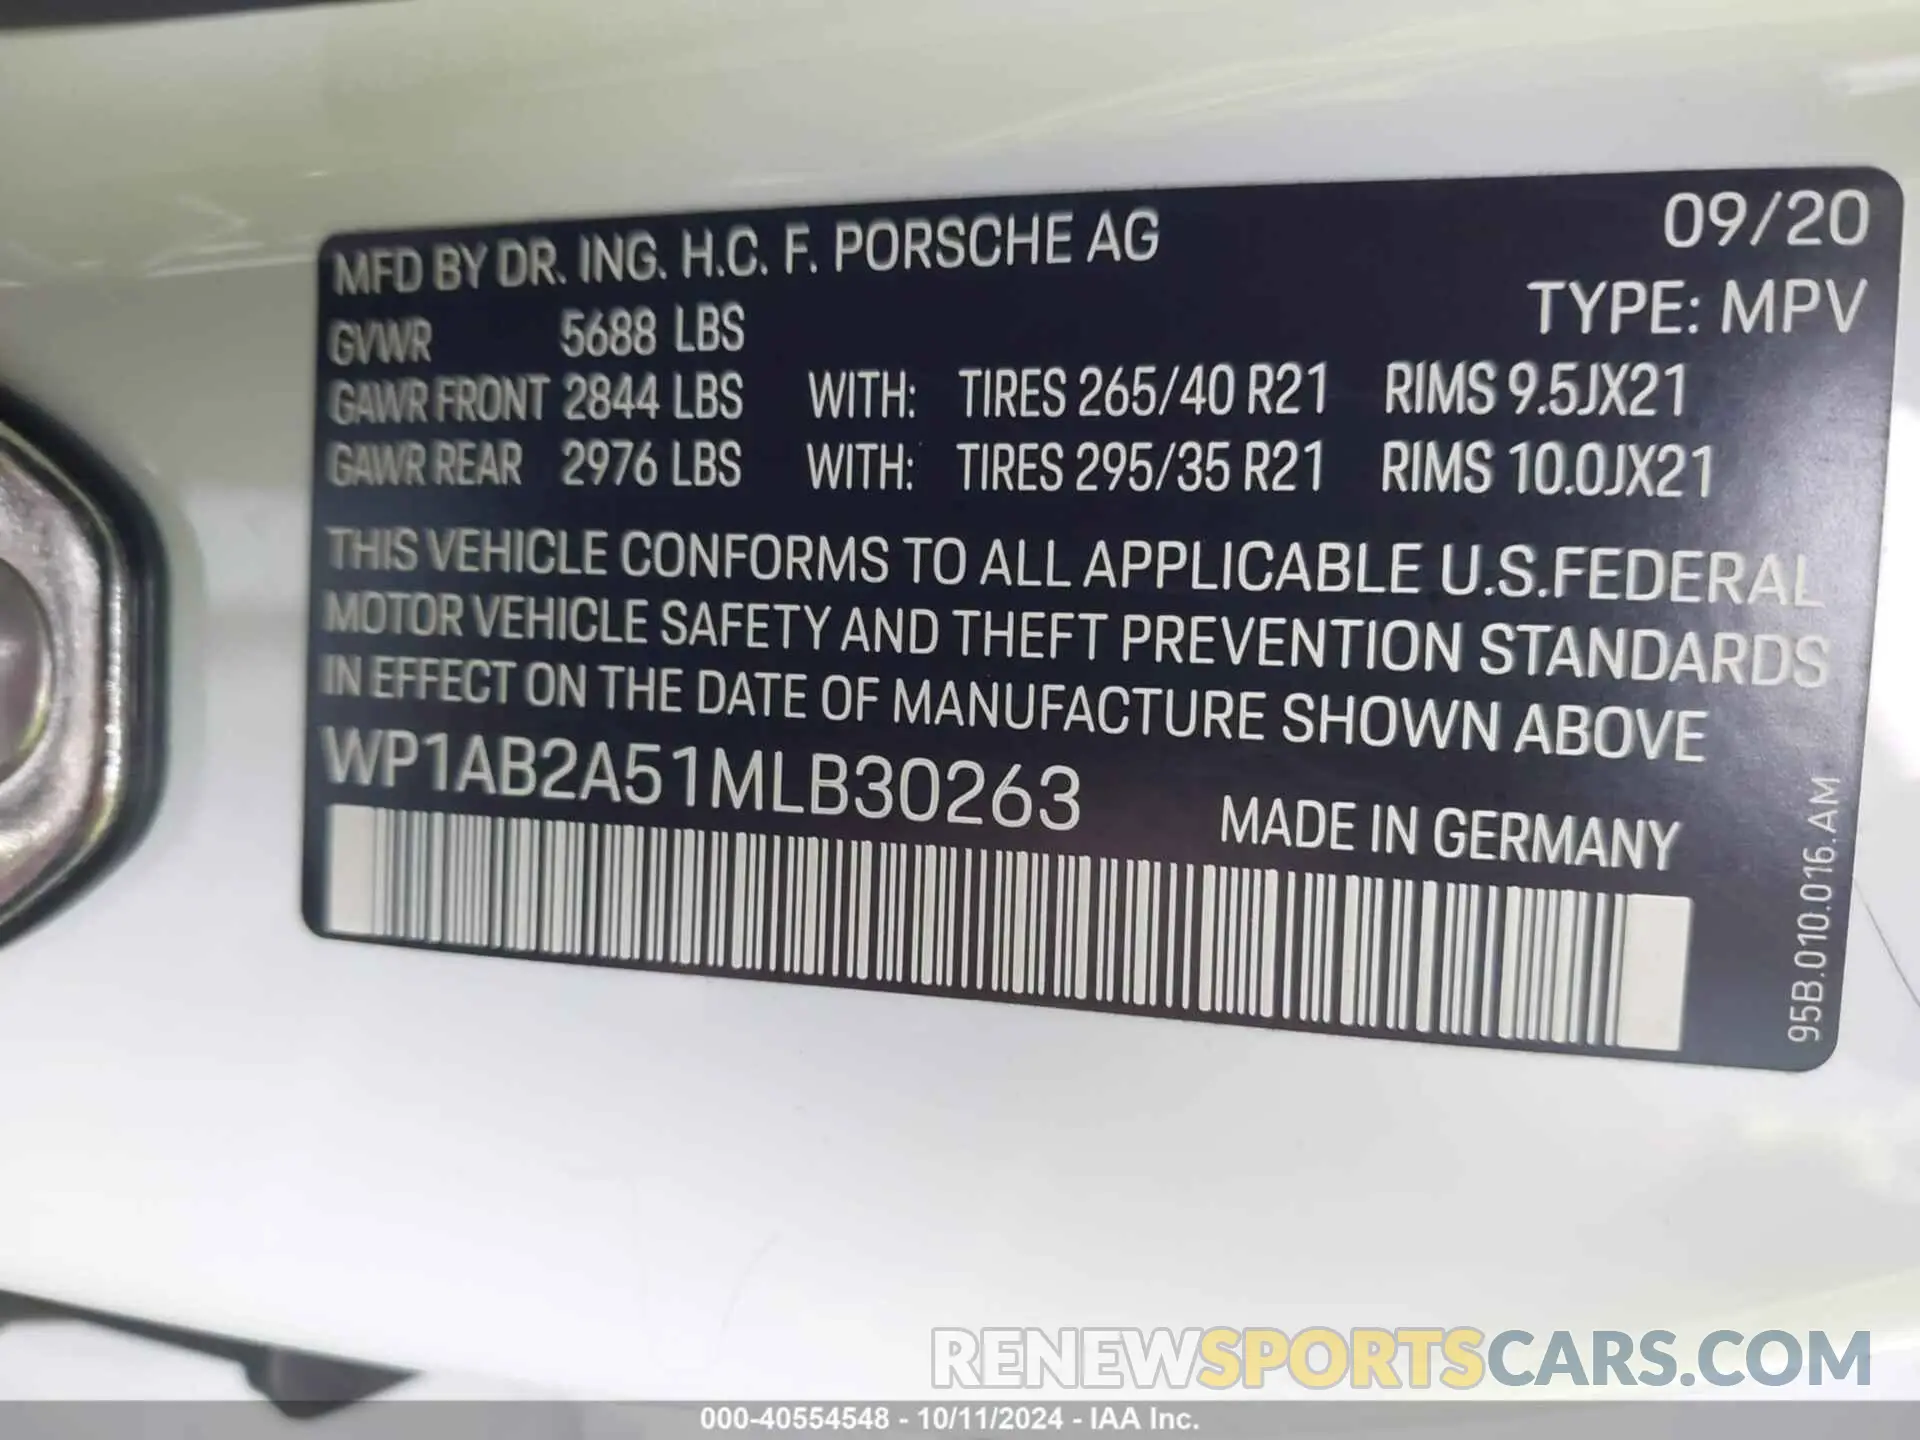 MFD BY DR. ING. H.C. F. PORSCHE AG 09/20
TYPE: MPV
GVWR 5688 LBS
GAWR FRONT 2844 LBS WITH: TIRES 265/40 R21 RIMS 9.5JX21
GAWR REAR 2976 LBS WITH: TIRES 295/35 R21 RIMS 10.0JX21
THIS VEHICLE CONFORMS TO ALL APPLICABLE U.S.FEDERAL
MOTOR VEHICLE SAFETY AND THEFT PREVENTION STANDARDS
IN EFFECT ON THE DATE OF MANUFACTURE SHOWN ABOVE
WP1AB2A51MLB30263
MADE IN GERMANY
95B.010.016.AM
RENEWSPORTSCARS.COM
000-40554548 - 10/11/2024 - IAA Inc.